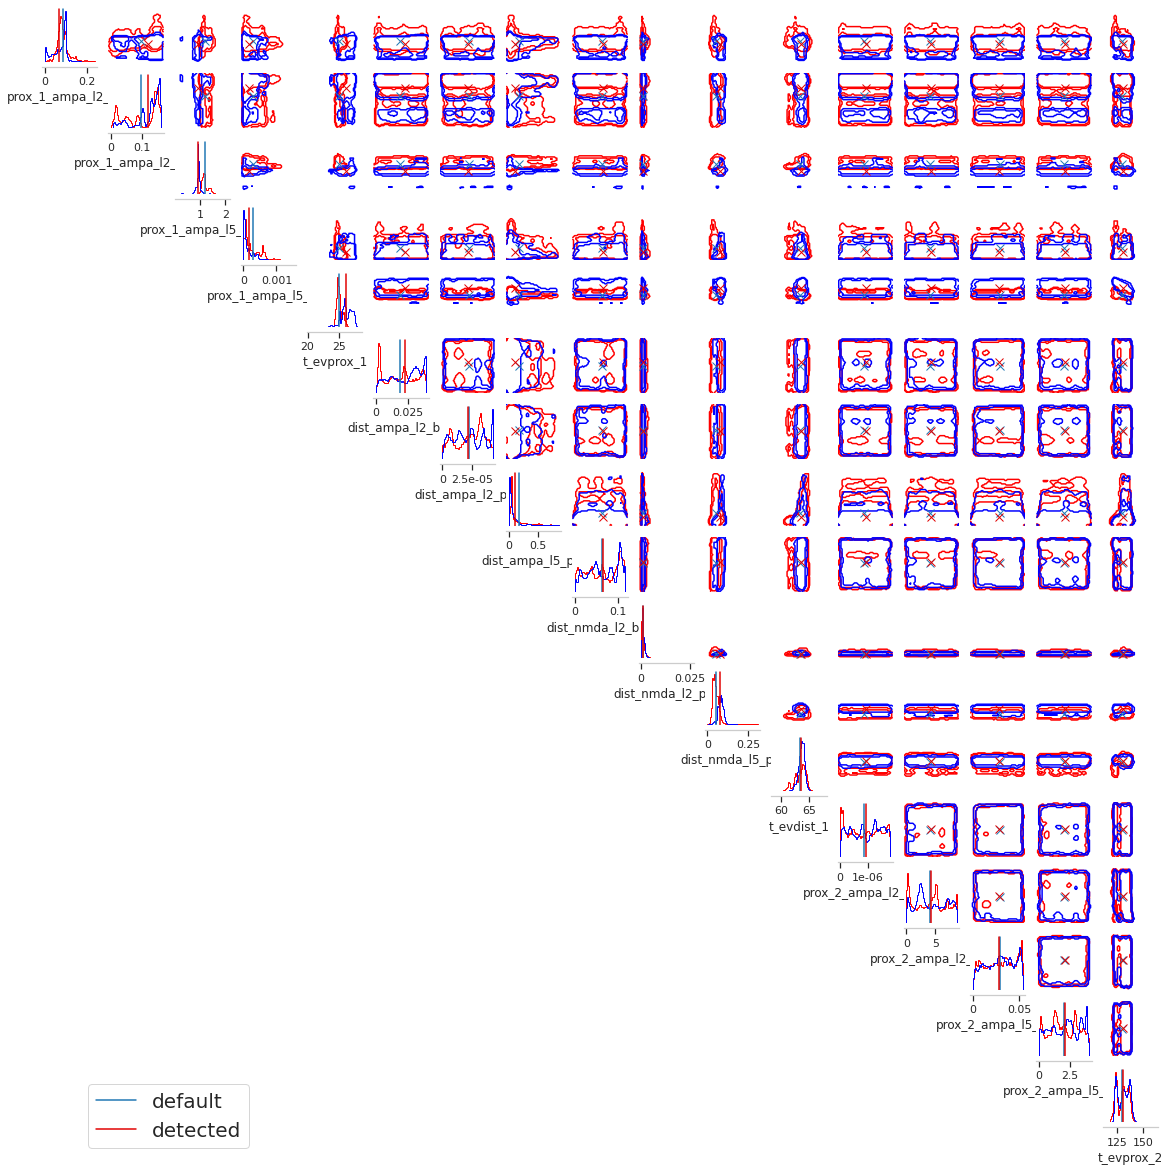 0 0.2
prox_1_ampa_l2_
0 0.1
prox_1_ampa_l2_
1 2
prox_1_ampa_l5_
0 0.001
prox_1_ampa_l5_
20 25
t_evprox_1
0 0.025
dist_ampa_l2_b
0 2.5e-05
dist_ampa_l2_p
0 0.5
dist_ampa_l5_p
0 0.1
dist_nmda_l2_b
0 0.025
dist_nmda_l2_p
0 0.25
dist_nmda_l5_p
60 65
t_evdist_1
0 1e-06
prox_2_ampa_l2_
0 5
prox_2_ampa_l2_
0 0.05
prox_2_ampa_l5_
0 2.5
prox_2_ampa_l5_
125 150
t_evprox_2
default
detected